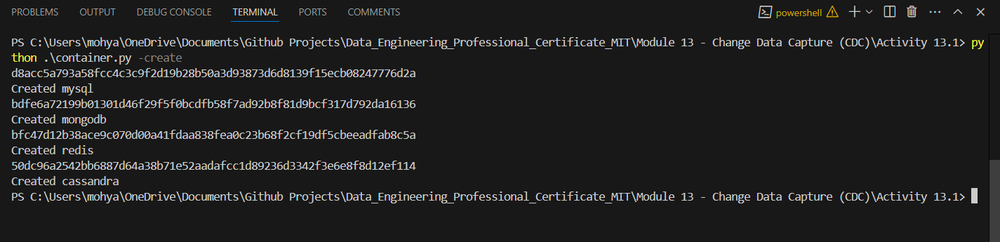 PROBLEMS OUTPUT DEBUG CONSOLE TERMINAL PORTS COMMENTS powershell
PS C:\Users\mohya\OneDrive\Documents\Github Projects\Data_Engineering_Professional_Certificate_MIT\Module 13 - Change Data Capture (CDC)\Activity 13.1> py
thon .\container.py -create
d8acc5a793a58fcc4c3c9f2d19b28b50a3d93873d6d8139f15ecb08247776d2a
Created mysql
bdfe6a72199b01301d46f29f5f0bcdfb58f7ad92b8f81d9bcf317d792da16136
Created mongodb
bfc47d12b38ace9c070d00a41fdaa838fea0c23b68f2cf19df5cbeeadfab8c5a
Created redis
50dc96a2542bb6887d64a38b71e52aadafcc1d89236d3342f3e6e8f8d12ef114
Created cassandra
PS C:\Users\mohya\OneDrive\Documents\Github Projects\Data_Engineering_Professional_Certificate_MIT\Module 13 - Change Data Capture (CDC)\Activity 13.1>